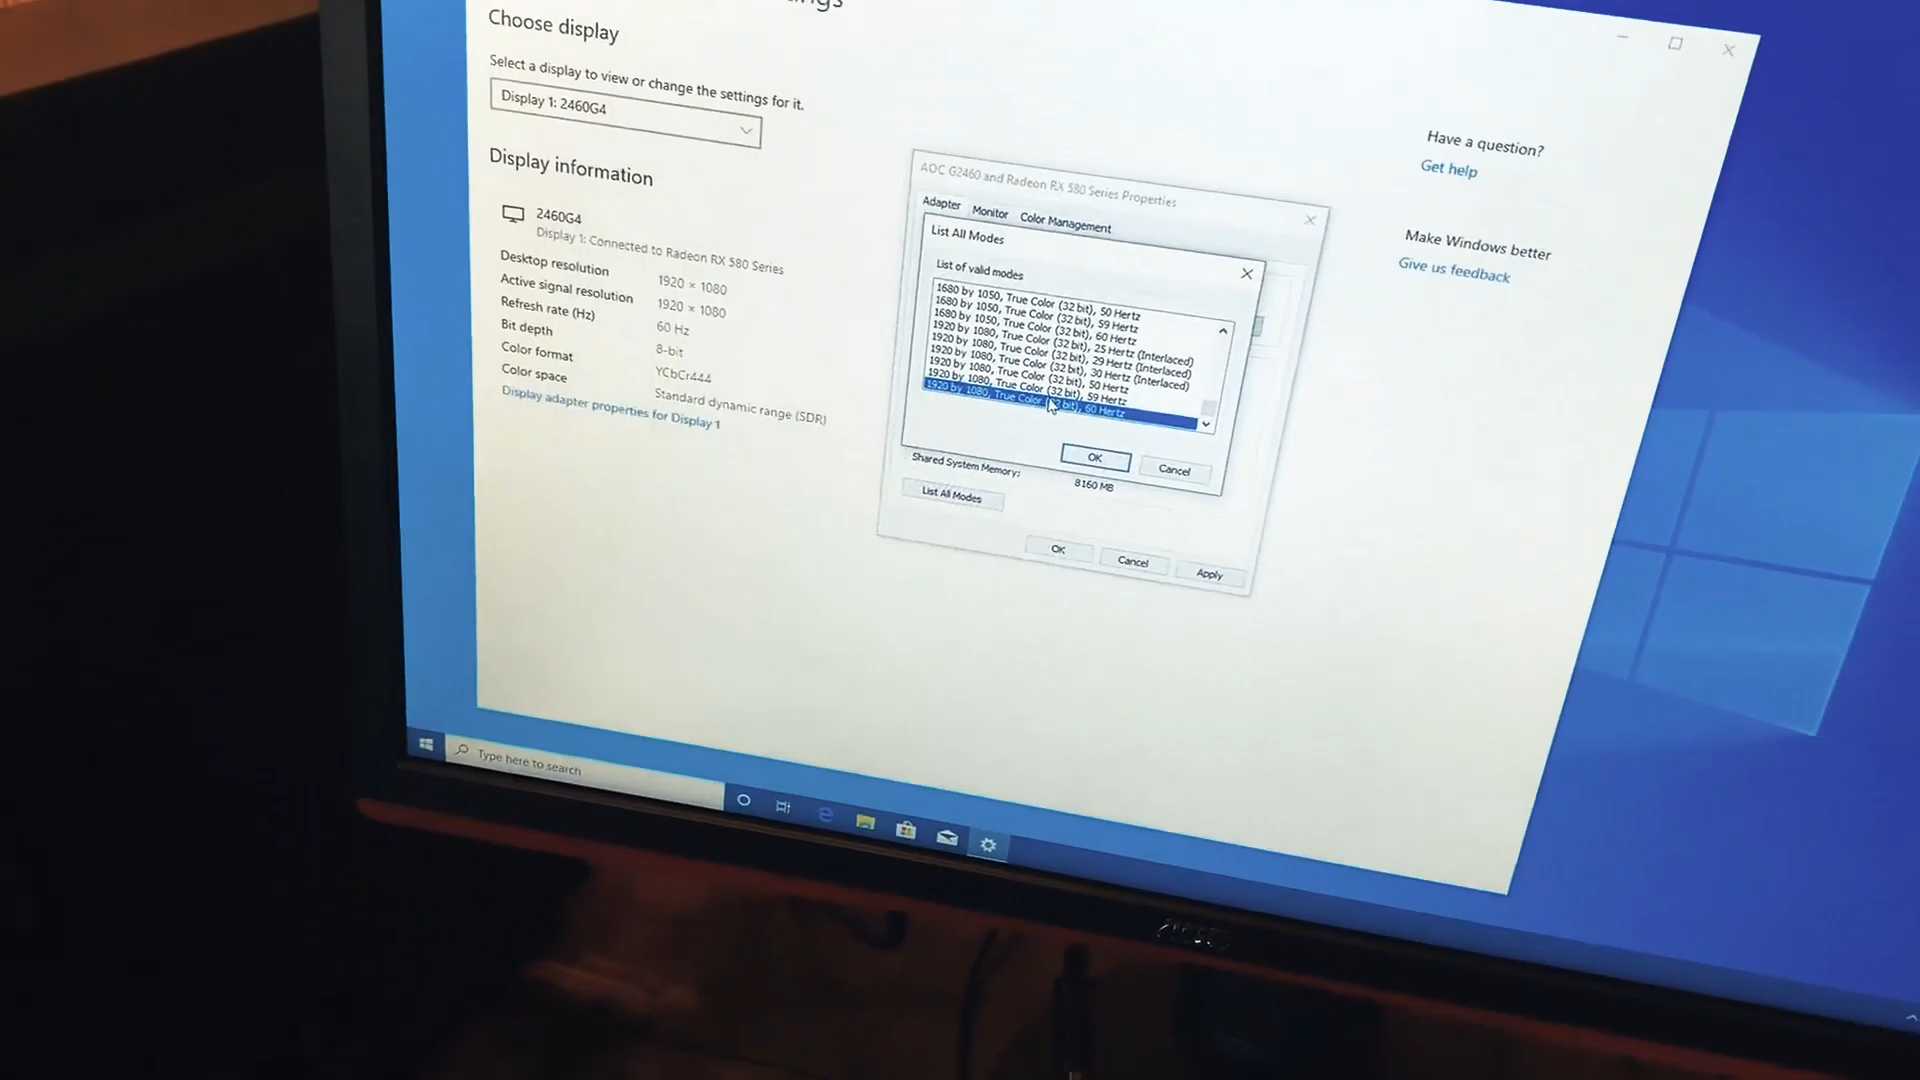 Choose display
Select a display to view or change the settings for it.
Display 1: 2460G4
Display information
2460G4
Display 1: Connected to Radeon RX 580 Series
Desktop resolution 1920 × 1080
Active signal resolution 1920 × 1080
Refresh rate (Hz) 60 Hz
Bit depth 8-bit
Color format YCbCr444
Color space Standard dynamic range (SDR)
Display adapter properties for Display 1
AOC G2460 and Radeon RX 580 Series Properties
Adapter Monitor Color Management
List All Modes
List of valid modes
1680 by 1050, True Color (32 bit), 50 Hertz
1680 by 1050, True Color (32 bit), 59 Hertz
1680 by 1050, True Color (32 bit), 60 Hertz
1920 by 1080, True Color (32 bit), 25 Hertz (Interlaced)
1920 by 1080, True Color (32 bit), 29 Hertz (Interlaced)
1920 by 1080, True Color (32 bit), 30 Hertz (Interlaced)
1920 by 1080, True Color (32 bit), 50 Hertz
1920 by 1080, True Color (32 bit), 59 Hertz
1920 by 1080, True Color (32 bit), 60 Hertz
OK Cancel
Shared System Memory: 8160 MB
List All Modes
OK Cancel Apply
Have a question?
Get help
Make Windows better
Give us feedback
Type here to search